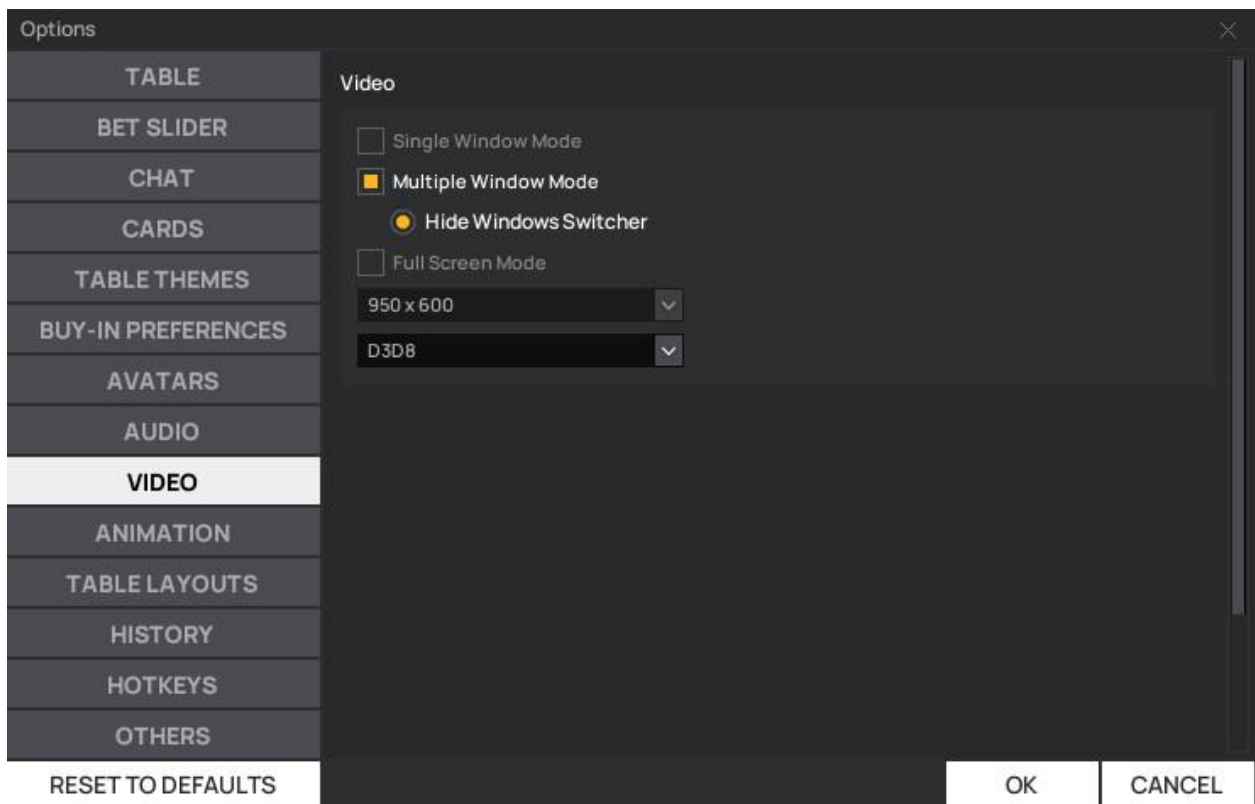 Options
TABLE
BET SLIDER
CHAT
CARDS
TABLE THEMES
BUY-IN PREFERENCES
AVATARS
AUDIO
VIDEO
ANIMATION
TABLE LAYOUTS
HISTORY
HOTKEYS
OTHERS
RESET TO DEFAULTS
Video
Single Window Mode
Multiple Window Mode
Hide Windows Switcher
Full Screen Mode
950 x 600
D3D8
OK
CANCEL